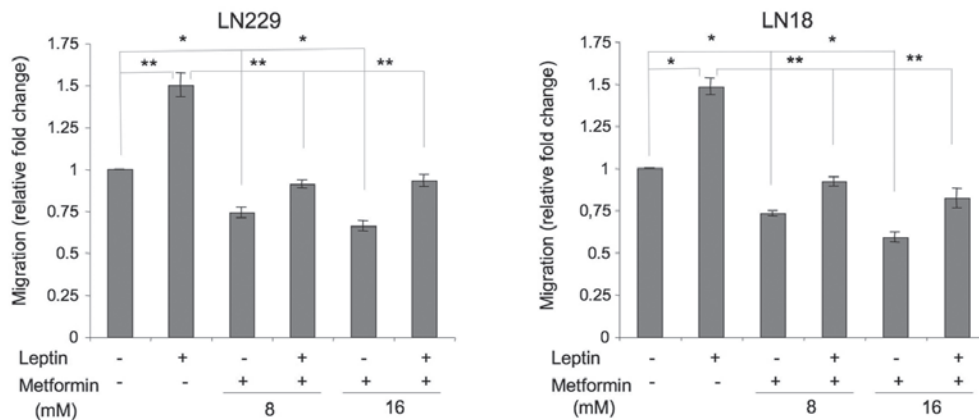 LN229
Migration (relative fold change)
1.75
1.5
1.25
1
0.75
0.5
0.25
0
* *
** ** **
Leptin - + - + - +
Metformin - - + + + +
(mM) 8 16
LN18
Migration (relative fold change)
1.75
1.5
1.25
1
0,75
0.5
0.25
0
* *
* ** **
Leptin - + - + - +
Metformin - - + + + +
(mM) 8 16